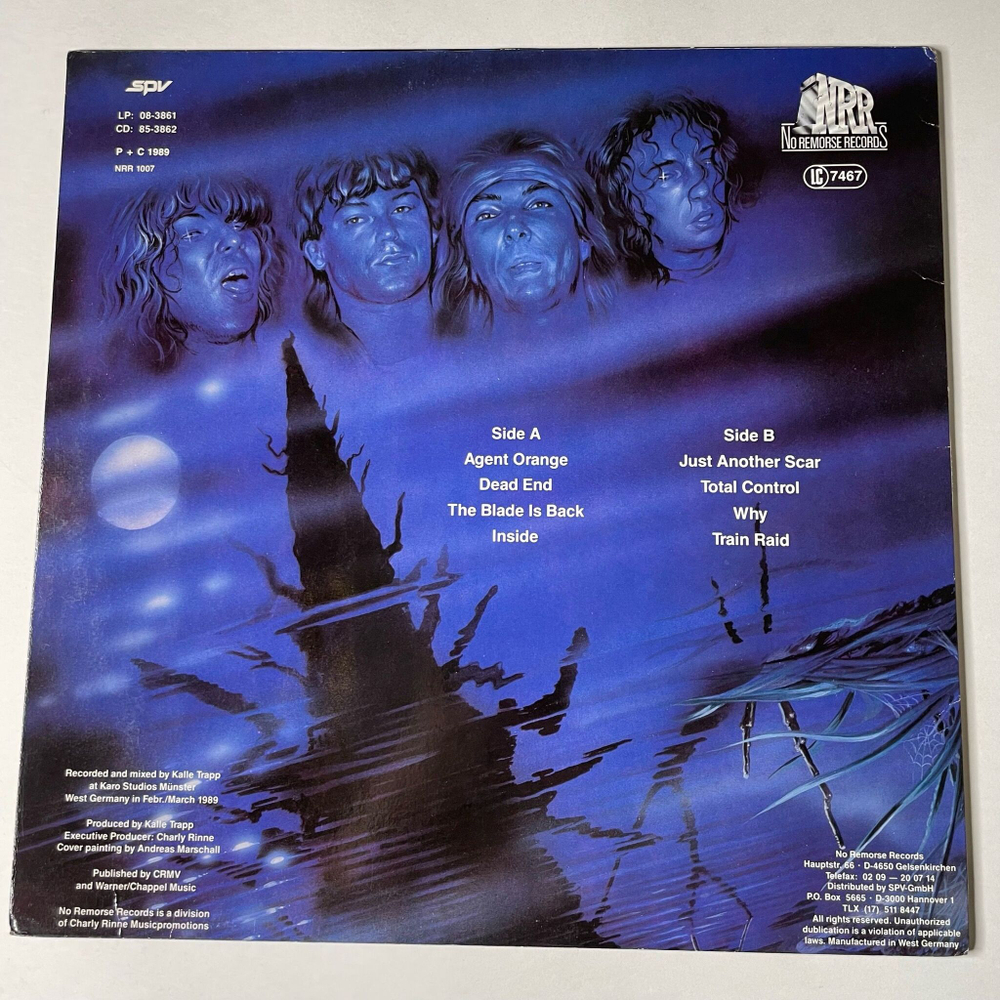 SPV
LP: 08-3861
CD: 85-3862
P + C 1989
NRR 1007
NRR
NO REMORSE RECORDS
LC 7467
Side A
Agent Orange
Dead End
The Blade Is Back
Inside
Side B
Just Another Scar
Total Control
Why
Train Raid
Recorded and mixed by Kalle Trapp
at Karo Studios Münster
West Germany in Febr./March 1989
Produced by Kalle Trapp
Executive Producer: Charly Rinne
Cover painting by Andreas Marschall
Published by CRMV
and Warner/Chappel Music
No Remorse Records is a division
of Charly Rinne Musicpromotions
No Remorse Records
Hauptstr. 66 · D-4650 Gelsenkirchen
Telefax: 02 09 — 20 07 14
Distributed by SPV-GmbH
P.O. Box 5665 · D-3000 Hannover 1
TLX (17) 511 8447
All rights reserved. Unauthorized
dublication is a violation of applicable
laws. Manufactured in West Germany